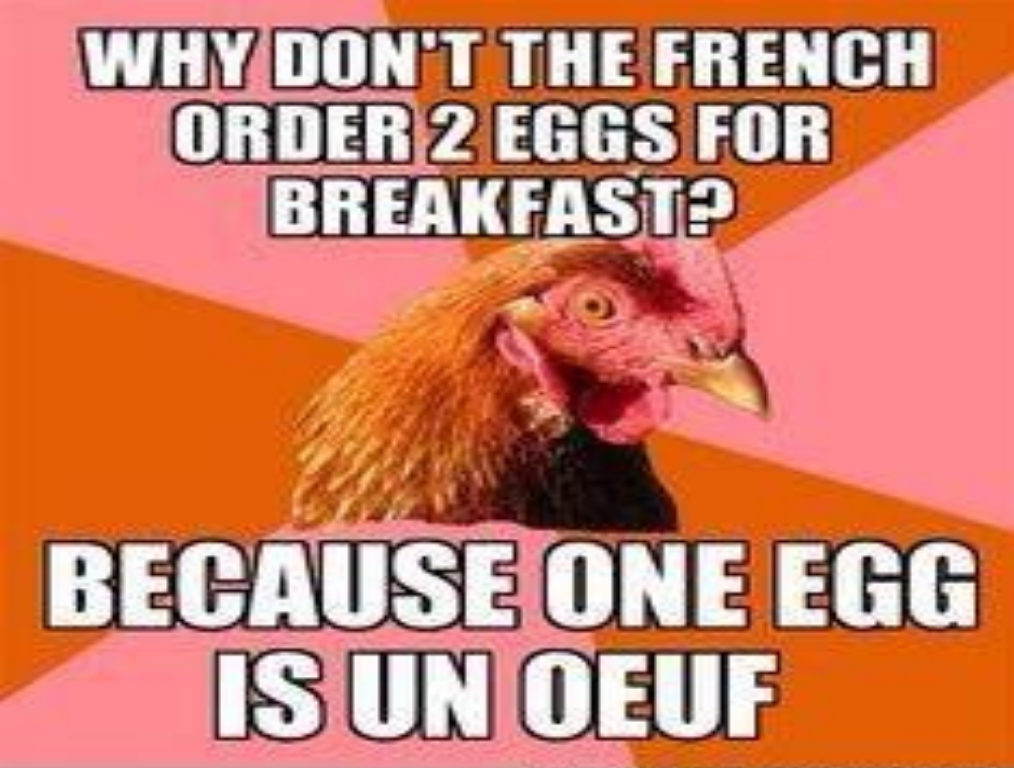 WHY DON'T THE FRENCH
ORDER 2 EGGS FOR
BREAKFAST?
BECAUSE ONE EGG
IS UN OEUF